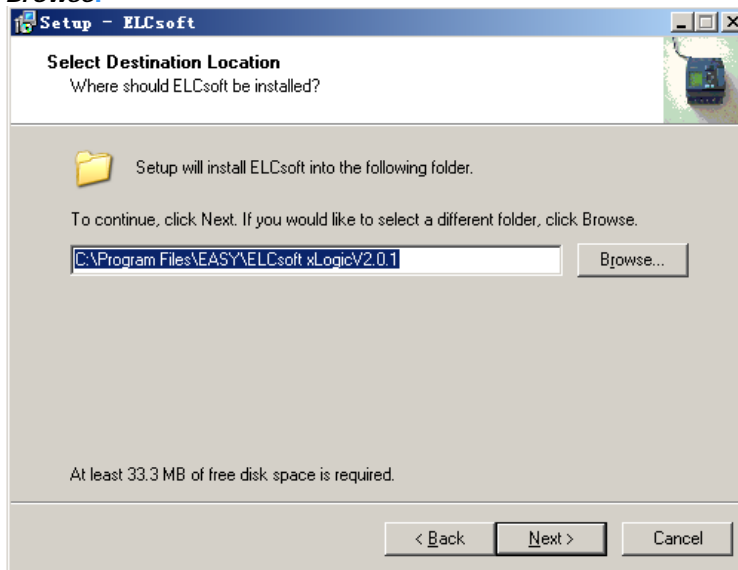 Browse.
Setup - ELCsoft
Select Destination Location
Where should ELCsoft be installed?
Setup will install ELCsoft into the following folder.
To continue, click Next. If you would like to select a different folder, click Browse.
C:\Program Files\EASY\ELCsoft xLogicV2.0.1
Browse...
At least 33.3 MB of free disk space is required.
< Back
Next >
Cancel